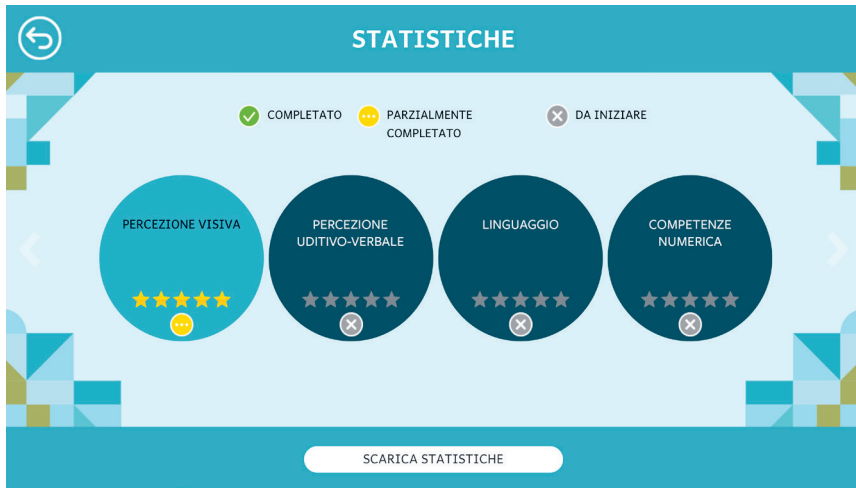 STATISTICHE
COMPLETATO
PARZIALMENTE
COMPLETATO
DA INIZIARE
PERCEZIONE VISIVA
PERCEZIONE
UDITIVO-VERBALE
LINGUAGGIO
COMPETENZE
NUMERICA
SCARICA STATISTICHE